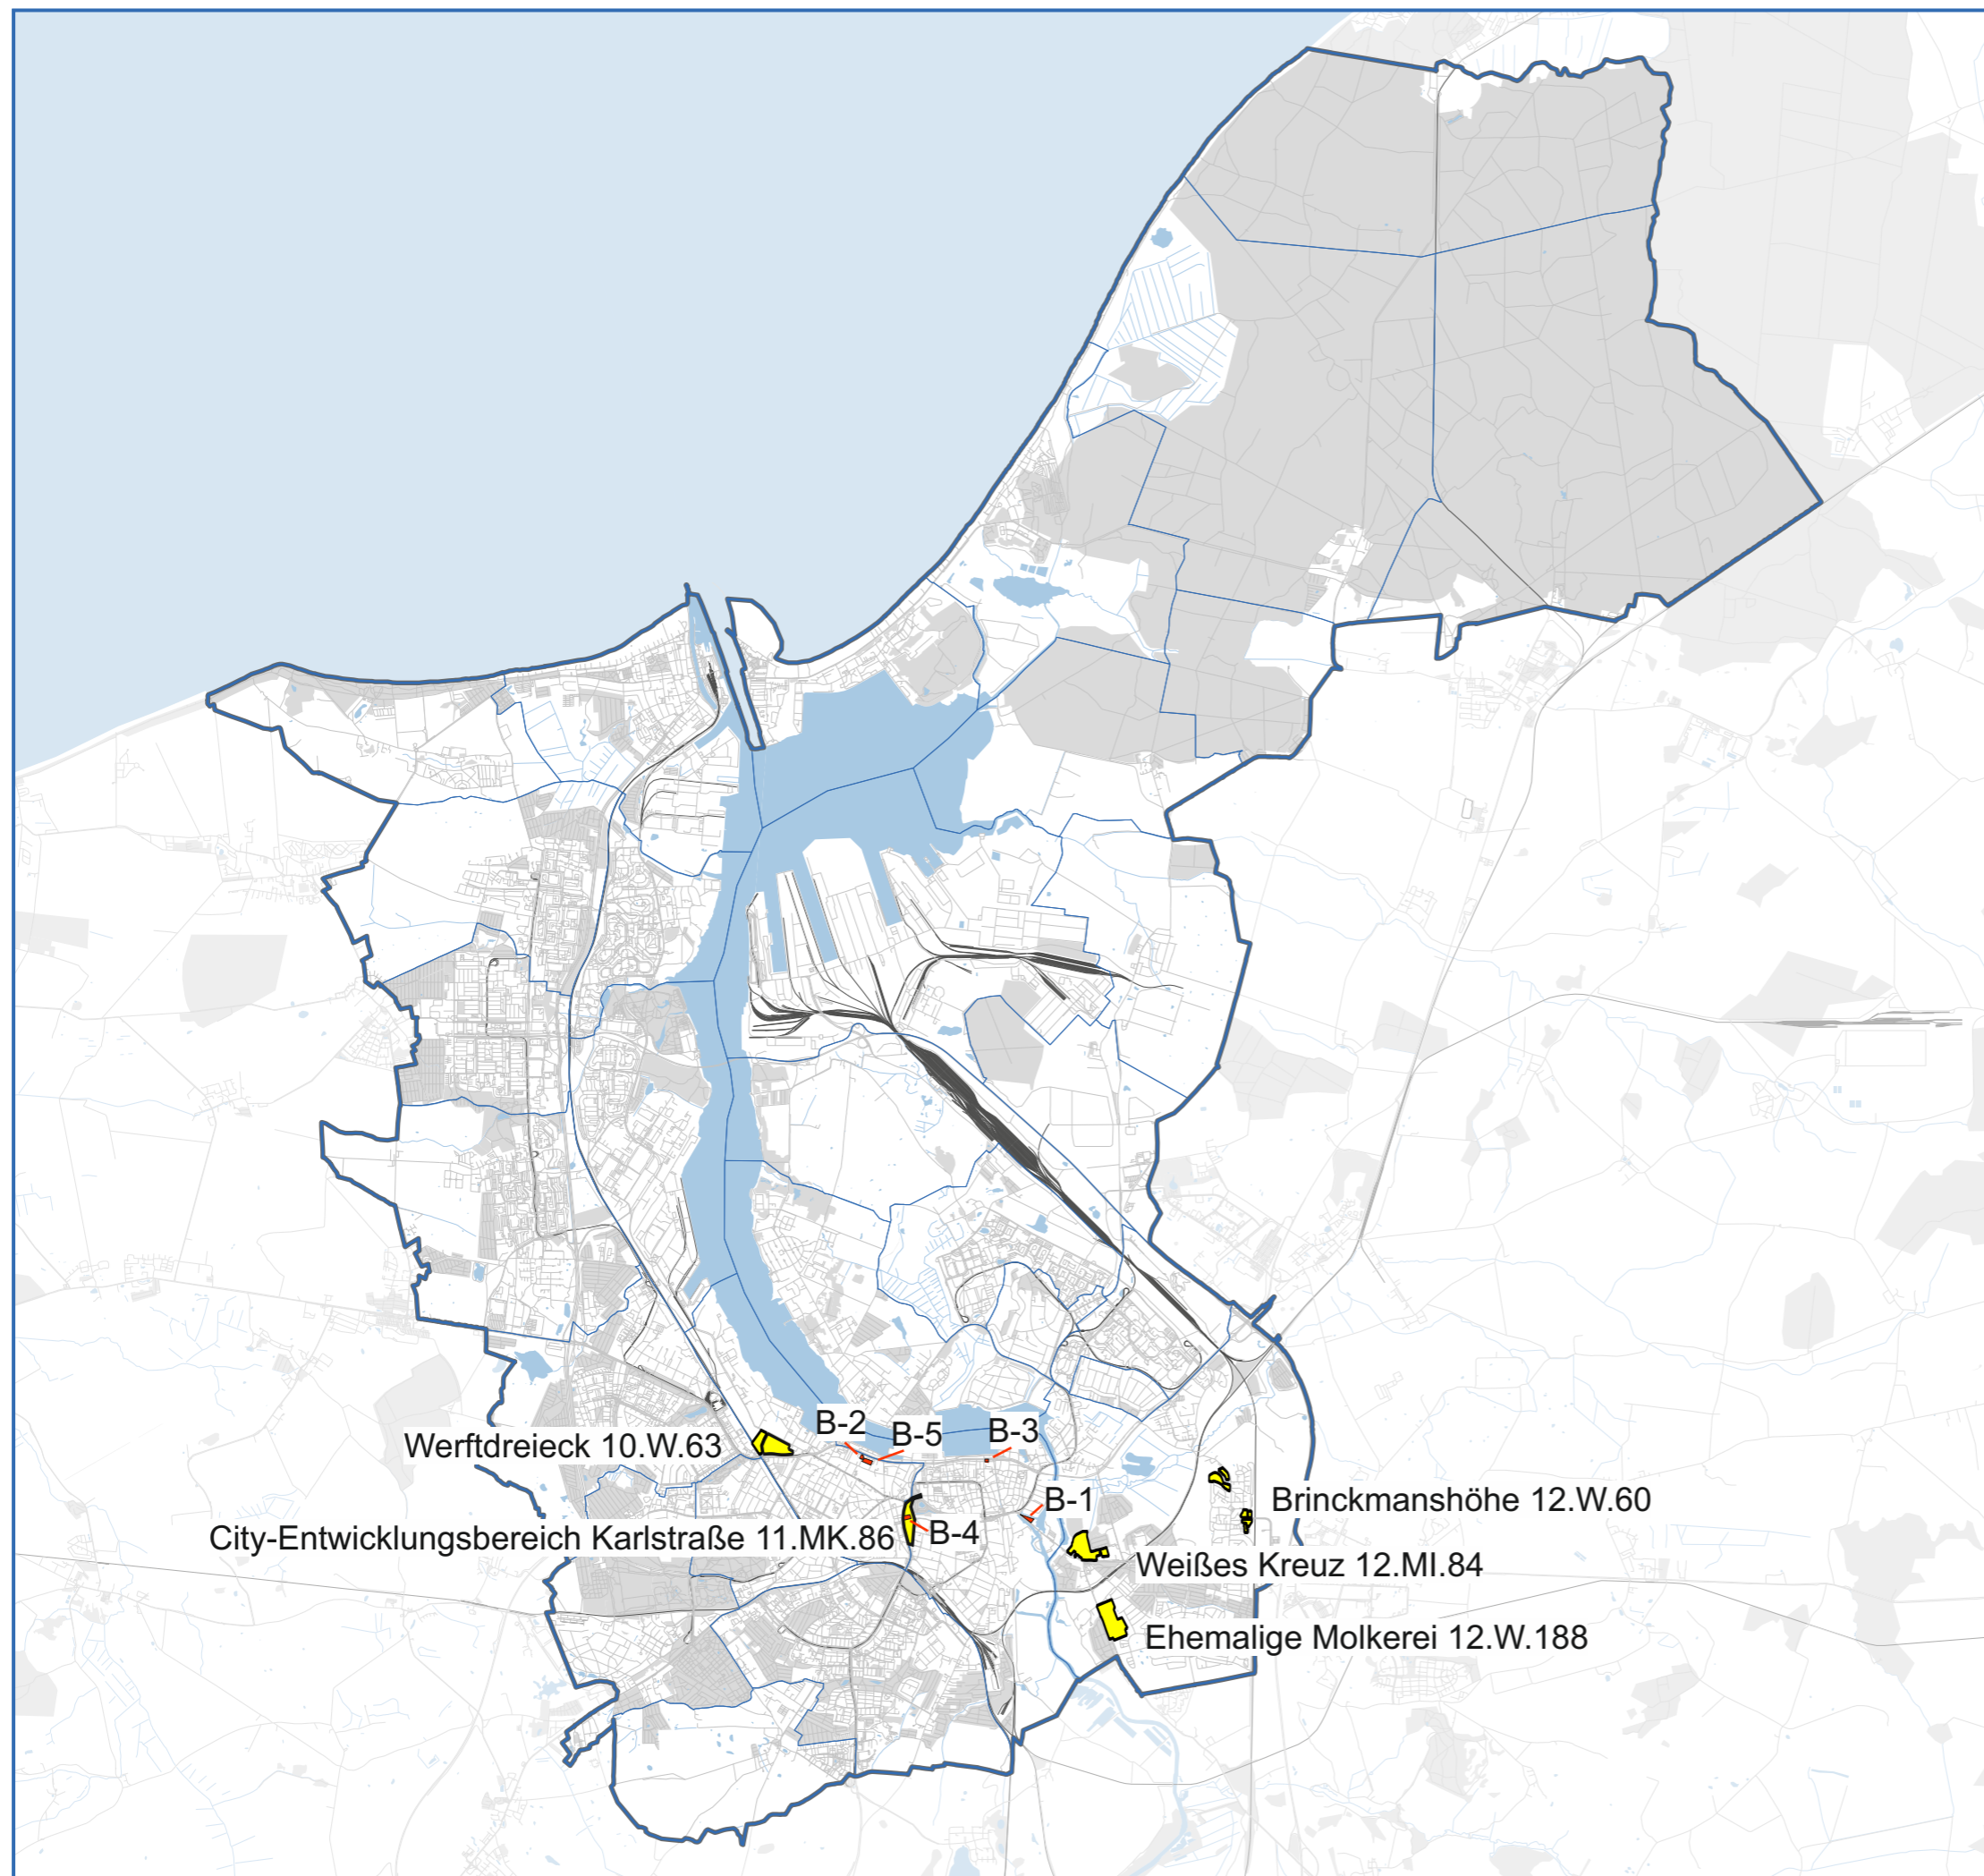 B-2
B-5
B-3
Werftdreieck 10.W.63
B-1
Brinckmanshöhe 12.W.60
City-Entwicklungsbereich Karlstraße 11.MK.86
B-4
Weißes Kreuz 12.MI.84
Ehemalige Molkerei 12.W.188